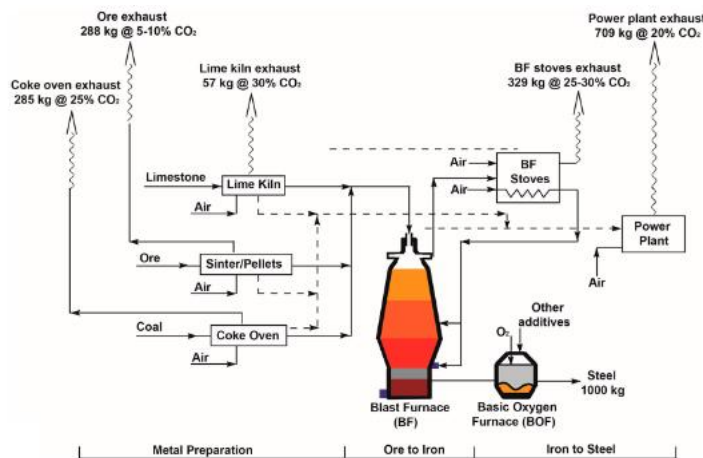 Ore exhaust
288 kg @ 5-10% CO₂
Power plant exhaust
709 kg @ 20% CO₂
Coke oven exhaust
285 kg @ 25% CO₂
Lime kiln exhaust
57 kg @ 30% CO₂
BF stoves exhaust
329 kg @ 25-30% CO₂
Limestone
Lime Kiln
Air
Air
Air
BF
Stoves
Ore
Sinter/Pellets
Air
Power
Plant
Air
Coal
Coke Oven
Air
Other
additives
O₂
Steel
1000 kg
Blast Furnace
(BF)
Basic Oxygen
Furnace (BOF)
Metal Preparation
Ore to Iron
Iron to Steel